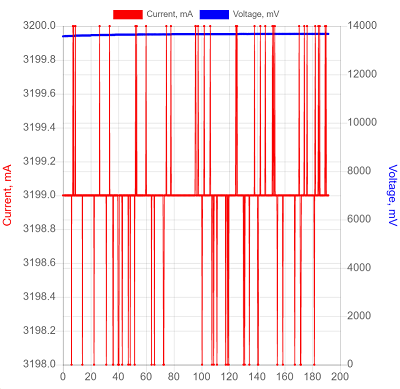 Current, mA Voltage, mV
3200.0 14000
3199.8 12000
3199.6 10000
3199.4 8000
3199.2 6000
3199.0 4000
3198.8 2000
3198.6 0
3198.4
3198.2
3198.0
Current, mA
Voltage, mV
0 20 40 60 80 100 120 140 160 180 200